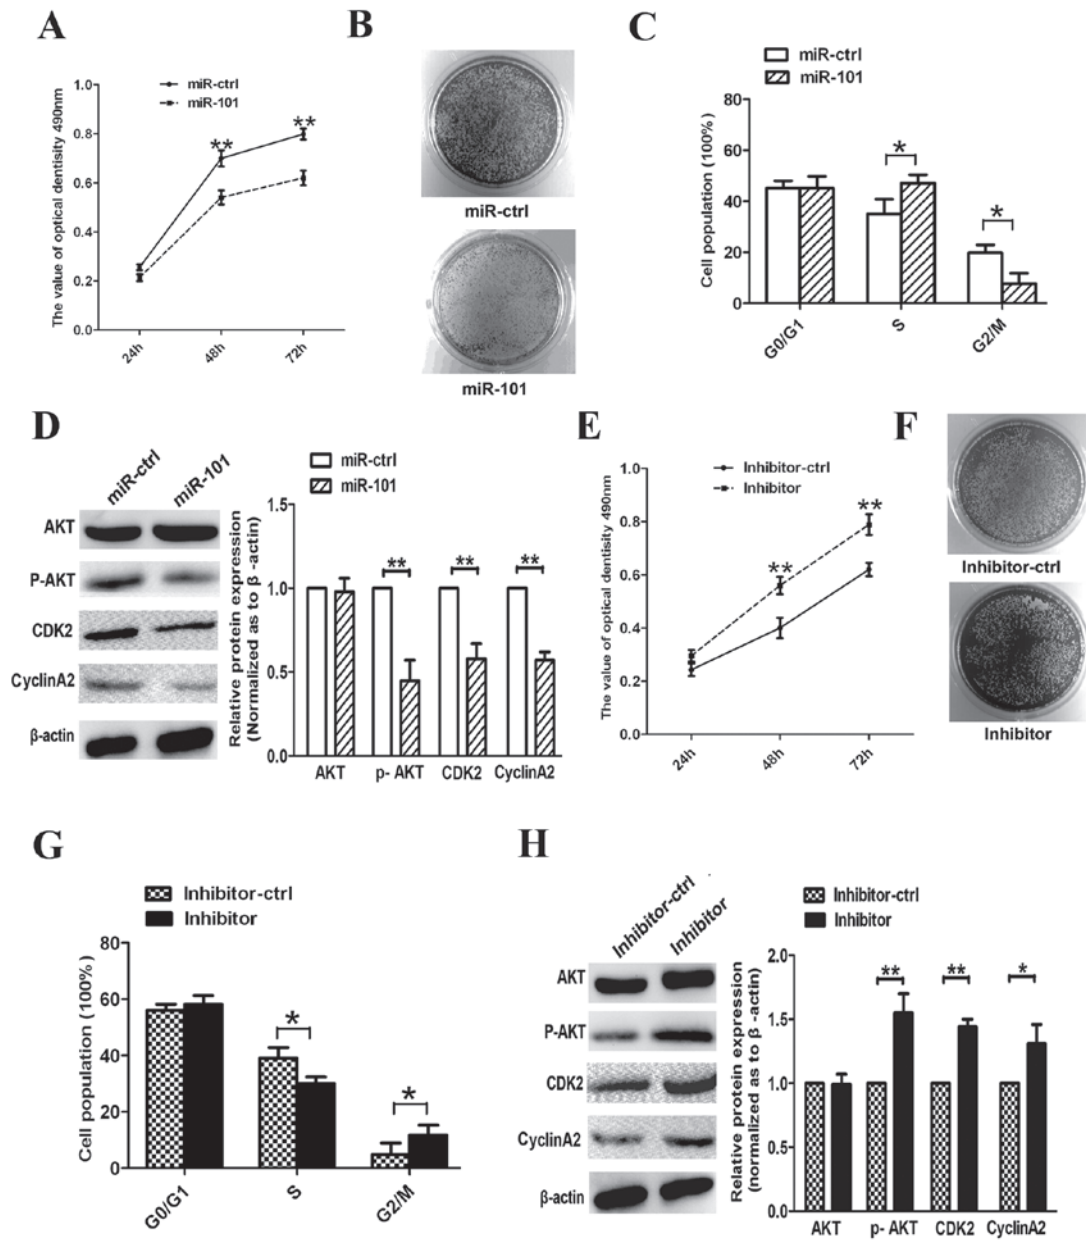 A
miR-ctrl
miR-101
The value of optical dentisity 490nm
1.0
0.8
0.6
0.4
0.2
0.0
**
**
24h
48h
72h
B
miR-ctrl
miR-101
C
miR-ctrl
miR-101
Cell population (100%)
80
60
40
20
0
*
*
G0/G1
S
G2/M
D
miR-ctrl
miR-101
AKT
P-AKT
CDK2
CyclinA2
β-actin
miR-ctrl
miR-101
Relative protein expression
(Normalized as to β -actin)
1.5
1.0
0.5
0.0
**
**
**
AKT
p- AKT
CDK2
CyclinA2
E
Inhibitor-ctrl
Inhibitor
The value of optical dentisity 490nm
1.0
0.8
0.6
0.4
0.2
0.0
**
**
24h
48h
72h
F
Inhibitor-ctrl
Inhibitor
G
Inhibitor-ctrl
Inhibitor
Cell population (100%)
80
60
40
20
0
*
*
G0/G1
S
G2/M
H
Inhibitor-ctrl
Inhibitor
AKT
P-AKT
CDK2
CyclinA2
β-actin
Inhibitor-ctrl
Inhibitor
Relative protein expression
(normalized as to β -actin)
2.0
1.5
1.0
0.5
0.0
**
**
*
AKT
p- AKT
CDK2
CyclinA2